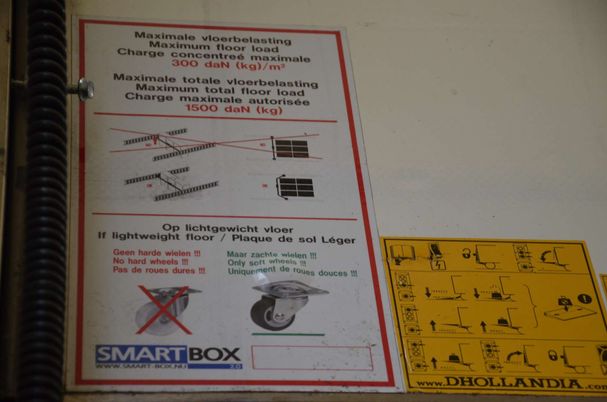 Maximale vloerbelasting
Maximum floor load
Charge concentreé maximale
300 daN (kg)/m²
Maximale totale vloerbelasting
Maximum total floor load
Charge maximale autorisée
1500 daN (kg)
Op lichtgewicht vloer
If lightweight floor / Plaque de sol Léger
Geen harde wielen !!!
No hard wheels !!!
Pas de roues dures !!!
Maar zachte wielen !!!
Only soft wheels !!!
Uniquement de roues douces !!!
SMARTBOX
WWW.SMART-BOX.NU 2.0
www.DHOLLANDIA.com